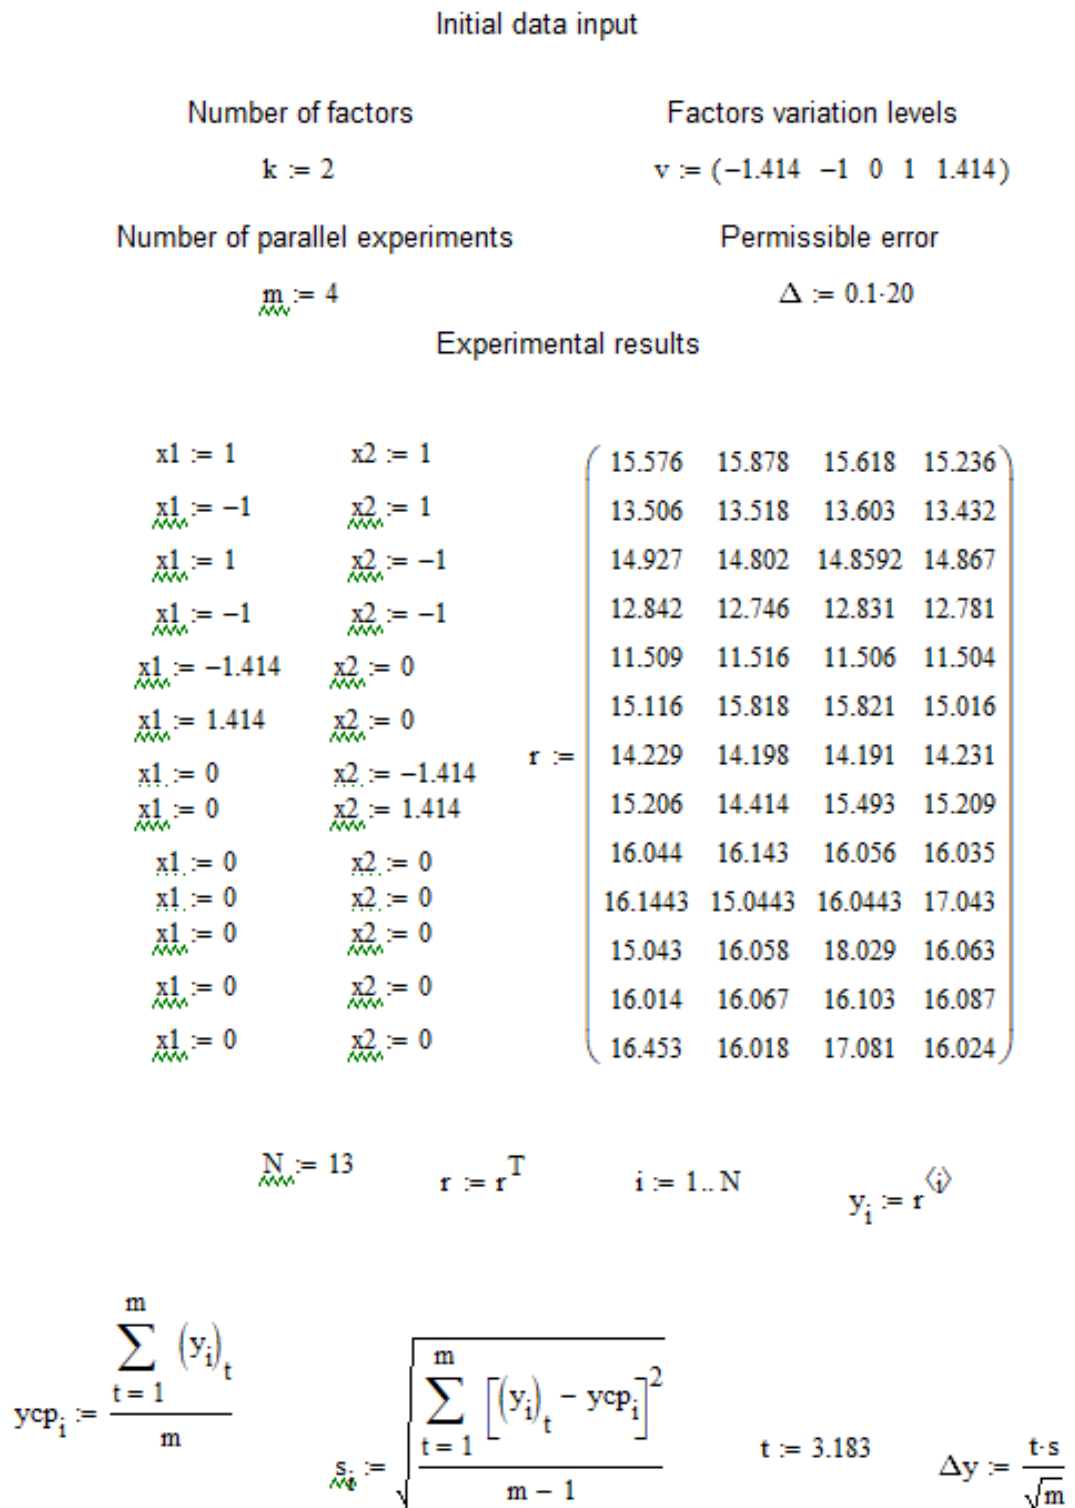 Initial data input
Number of factors Factors variation levels
k := 2 v := (−1.414 −1 0 1 1.414)
Number of parallel experiments Permissible error
m := 4 Δ := 0.1·20
Experimental results
x1 := 1 x2 := 1 15.576 15.878 15.618 15.236
x1 := −1 x2 := 1 13.506 13.518 13.603 13.432
x1 := 1 x2 := −1 14.927 14.802 14.8592 14.867
x1 := −1 x2 := −1 12.842 12.746 12.831 12.781
x1 := −1.414 x2 := 0 11.509 11.516 11.506 11.504
x1 := 1.414 x2 := 0 15.116 15.818 15.821 15.016
x1 := 0 x2 := −1.414 r := 14.229 14.198 14.191 14.231
x1 := 0 x2 := 1.414 15.206 14.414 15.493 15.209
x1 := 0 x2 := 0 16.044 16.143 16.056 16.035
x1 := 0 x2 := 0 16.1443 15.0443 16.0443 17.043
x1 := 0 x2 := 0 15.043 16.058 18.029 16.063
x1 := 0 x2 := 0 16.014 16.067 16.103 16.087
x1 := 0 x2 := 0 16.453 16.018 17.081 16.024
N := 13 r := r^T i := 1.. N y_i := r^⟨i⟩
ycp_i := (∑_{t = 1}^{m} (y_i)_t) / m s_i := √(∑_{t = 1}^{m} [(y_i)_t − ycp_i]^2 / (m − 1)) t := 3.183 Δy := t·s / √m